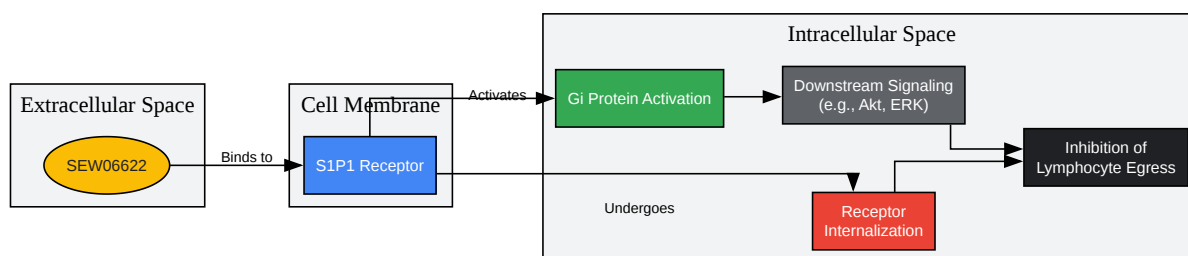 Extracellular Space
SEW06622
Binds to
Cell Membrane
S1P1 Receptor
Activates
Undergoes
Intracellular Space
Gi Protein Activation
Downstream Signaling
(e.g., Akt, ERK)
Receptor
Internalization
Inhibition of
Lymphocyte Egress